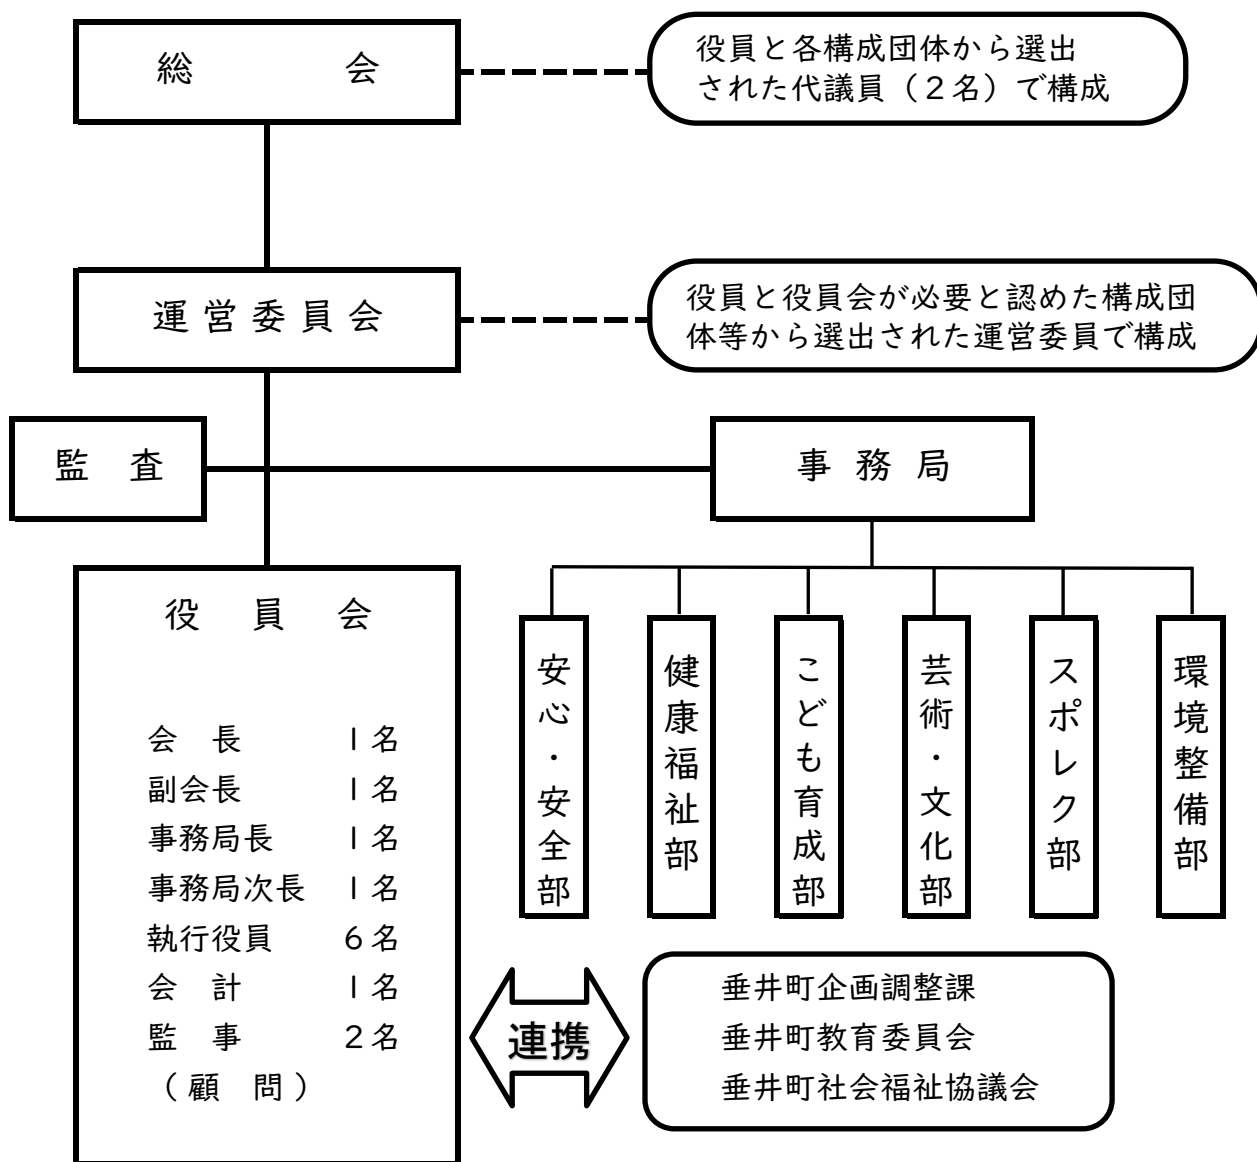 総　会
役員と各構成団体から選出
された代議員（２名）で構成
運営委員会
役員と役員会が必要と認めた構成団
体等から選出された運営委員で構成
監　査
事務局
役　員　会
会　長　１名
副会長　１名
事務局長　１名
事務局次長　１名
執行役員　６名
会　計　１名
監　事　２名
（顧　問）
安心・安全部
健康福祉部
こども育成部
芸術・文化部
スポレク部
環境整備部
連携
垂井町企画調整課
垂井町教育委員会
垂井町社会福祉協議会